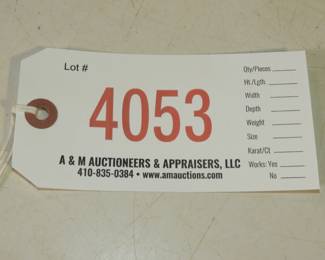 Lot #
4053
A & M AUCTIONEERS & APPRAISERS, LLC
410-835-0384 • www.amauctions.com
Qty/Pieces
Ht./Lgth.
Width
Depth
Weight
Size
Karat/Ct.
Works: Yes
No